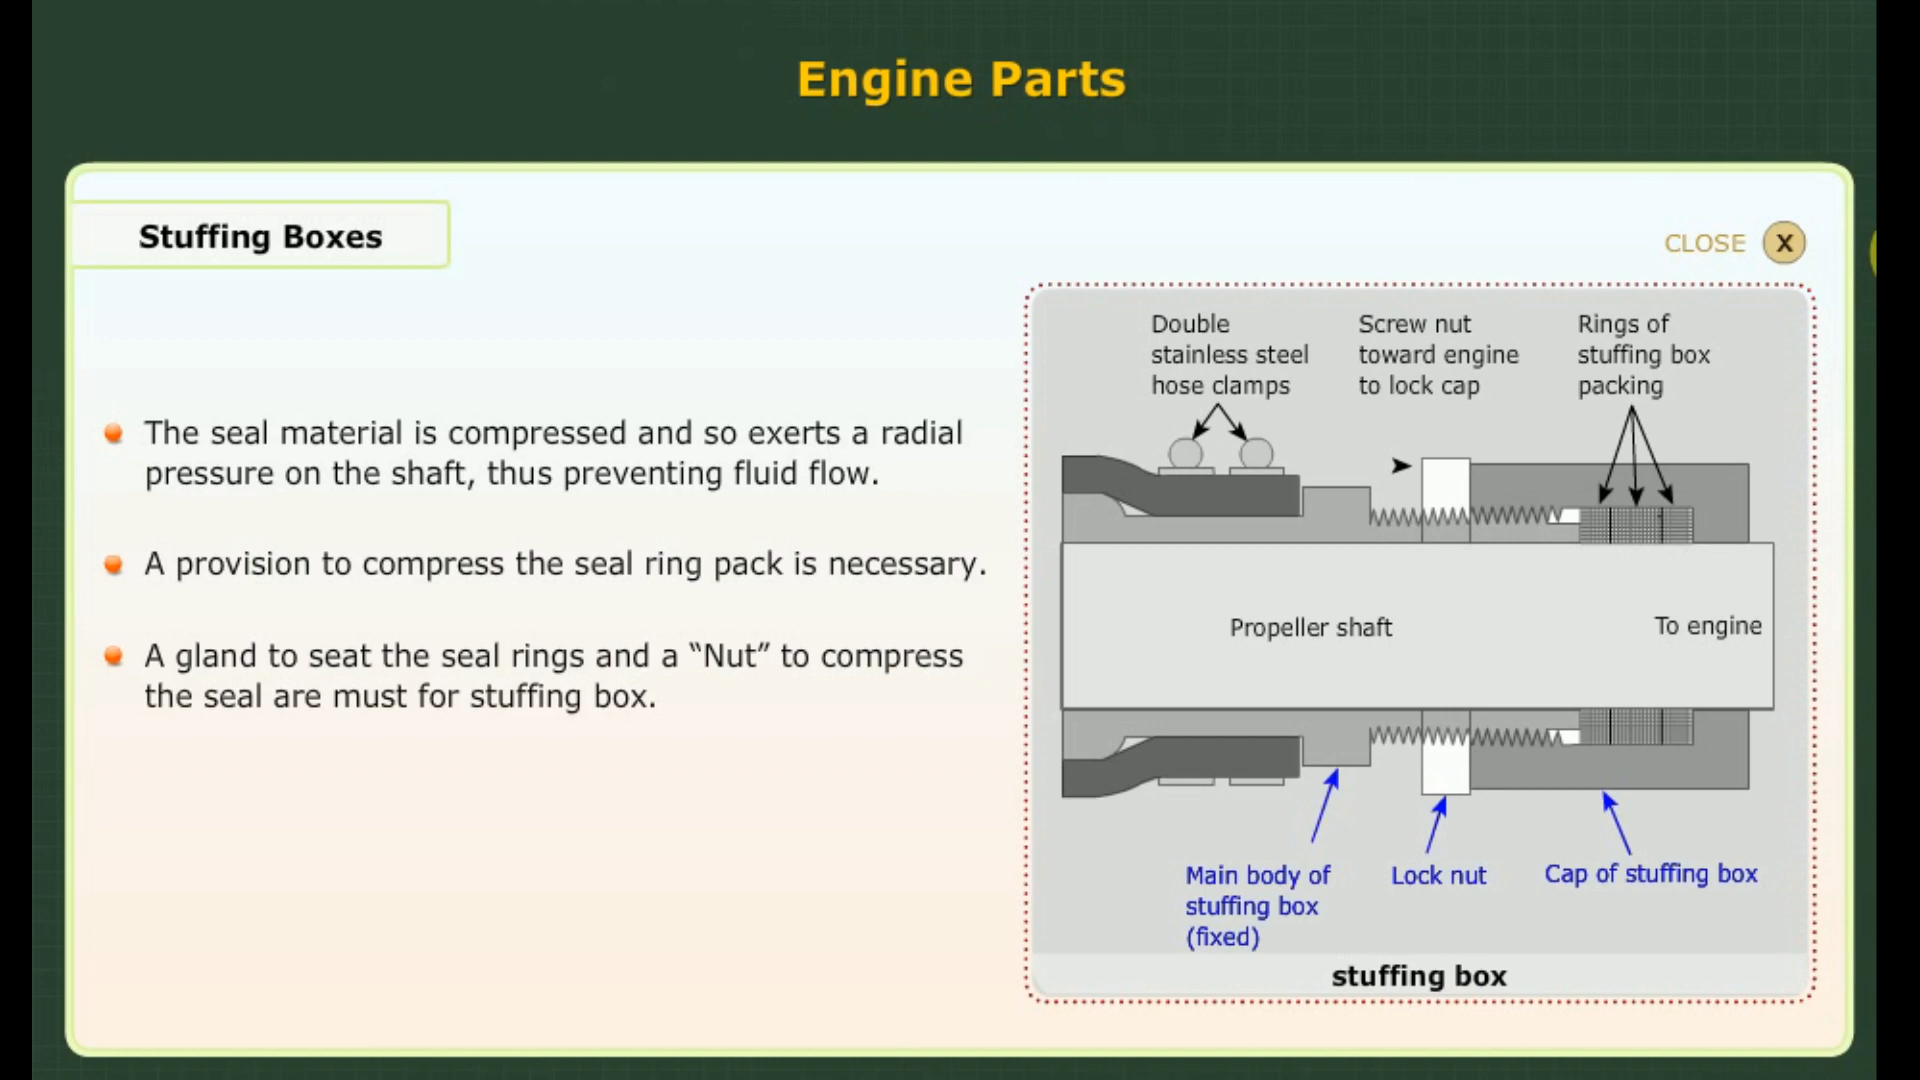 Engine Parts
Stuffing Boxes
CLOSE X
The seal material is compressed and so exerts a radial
pressure on the shaft, thus preventing fluid flow.
A provision to compress the seal ring pack is necessary.
A gland to seat the seal rings and a “Nut” to compress
the seal are must for stuffing box.
Double
stainless steel
hose clamps
Screw nut
toward engine
to lock cap
Rings of
stuffing box
packing
Propeller shaft
To engine
Main body of
stuffing box
(fixed)
Lock nut
Cap of stuffing box
stuffing box